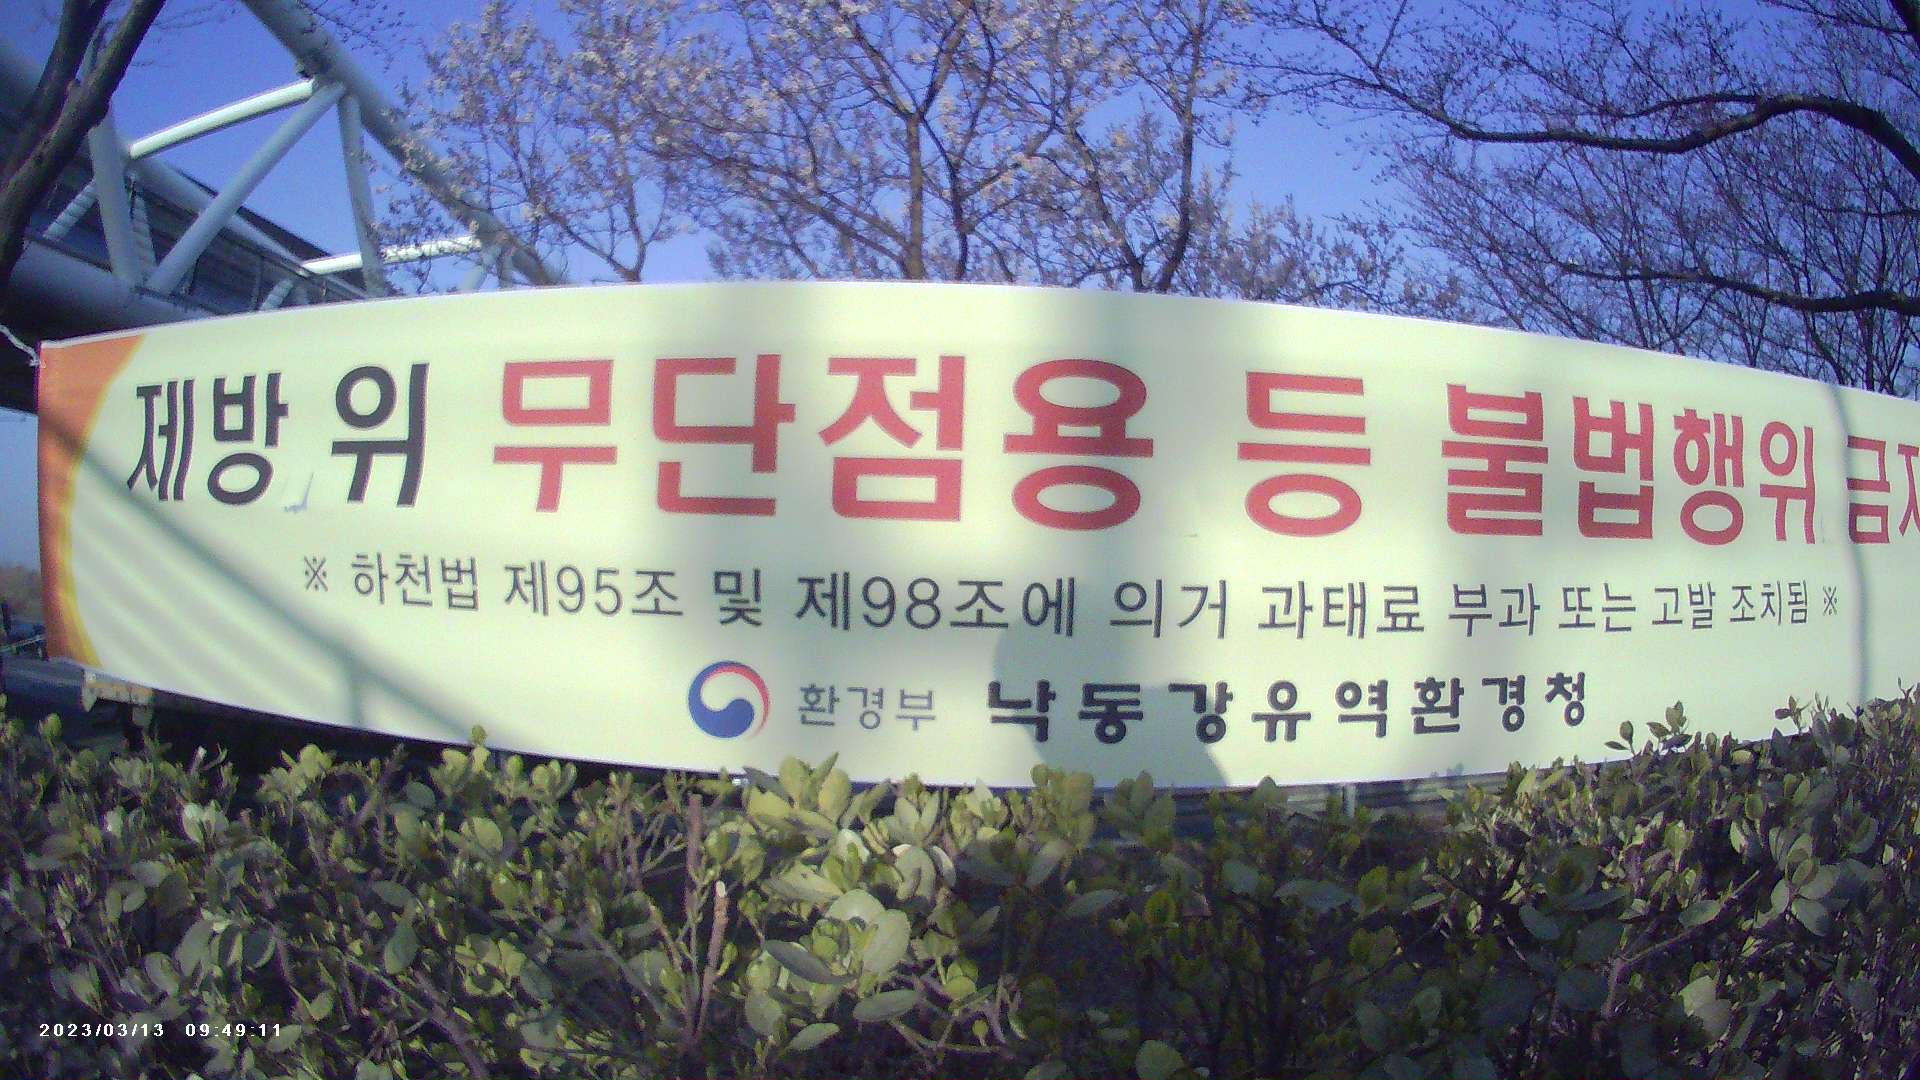 제방 위 무단점용 등 불법행위 금지
※ 하천법 제95조 및 제98조에 의거 과태료 부과 또는 고발 조치됨 ※
환경부 낙동강유역환경청
2023/03/13 09:49:11